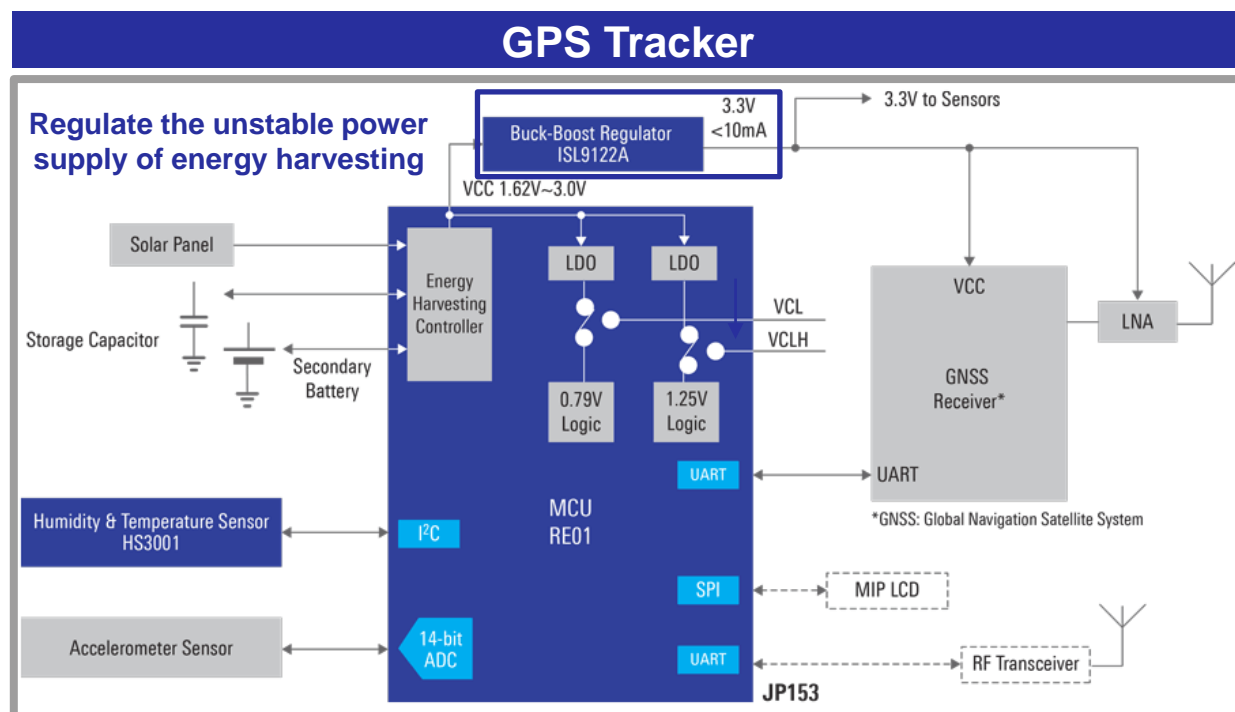 GPS Tracker
Regulate the unstable power
supply of energy harvesting
Buck-Boost Regulator
ISL9122A
3.3V
<10mA
3.3V to Sensors
VCC 1.62V~3.0V
Solar Panel
Storage Capacitor
Secondary
Battery
Energy
Harvesting
Controller
LDO
LDO
VCL
VCLH
0.79V
Logic
1.25V
Logic
VCC
GNSS
Receiver*
UART
LNA
*GNSS: Global Navigation Satellite System
Humidity & Temperature Sensor
HS3001
I²C
MCU
RE01
UART
SPI
MIP LCD
Accelerometer Sensor
14-bit
ADC
UART
RF Transceiver
JP153